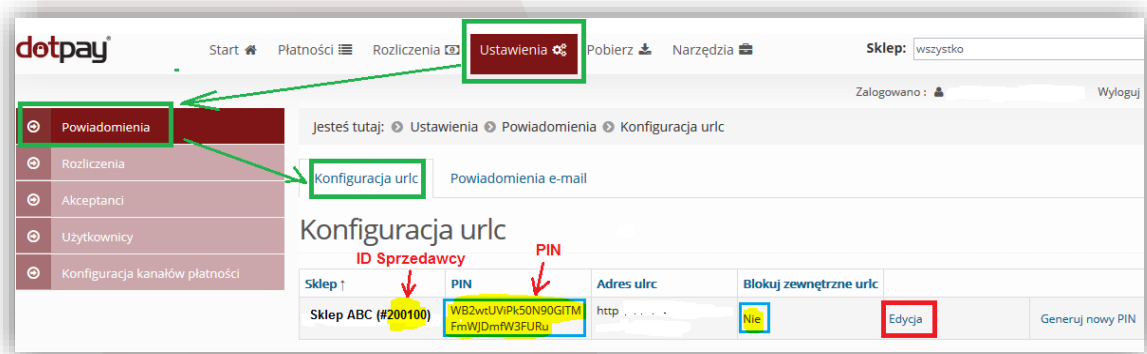 dotpay
Start Płatności Rozliczenia Ustawienia Pobierz Narzędzia Sklep: wszystko
Zalogowano : Wyloguj
Powiadomienia
Jesteś tutaj: Ustawienia Powiadomienia Konfiguracja urlc
Rozliczenia
Konfiguracja urlc Powiadomienia e-mail
Akceptanci
Użytkownicy
Konfiguracja urlc
Konfiguracja kanałów płatności
ID Sprzedawcy PIN
Sklep ↑ PIN Adres ulrc Blokuj zewnętrzne urlc
Sklep ABC (#200100) WB2wtUViPk50N90GITM http . . . . . Nie Edycja Generuj nowy PIN
FmWJDmfW3FURu